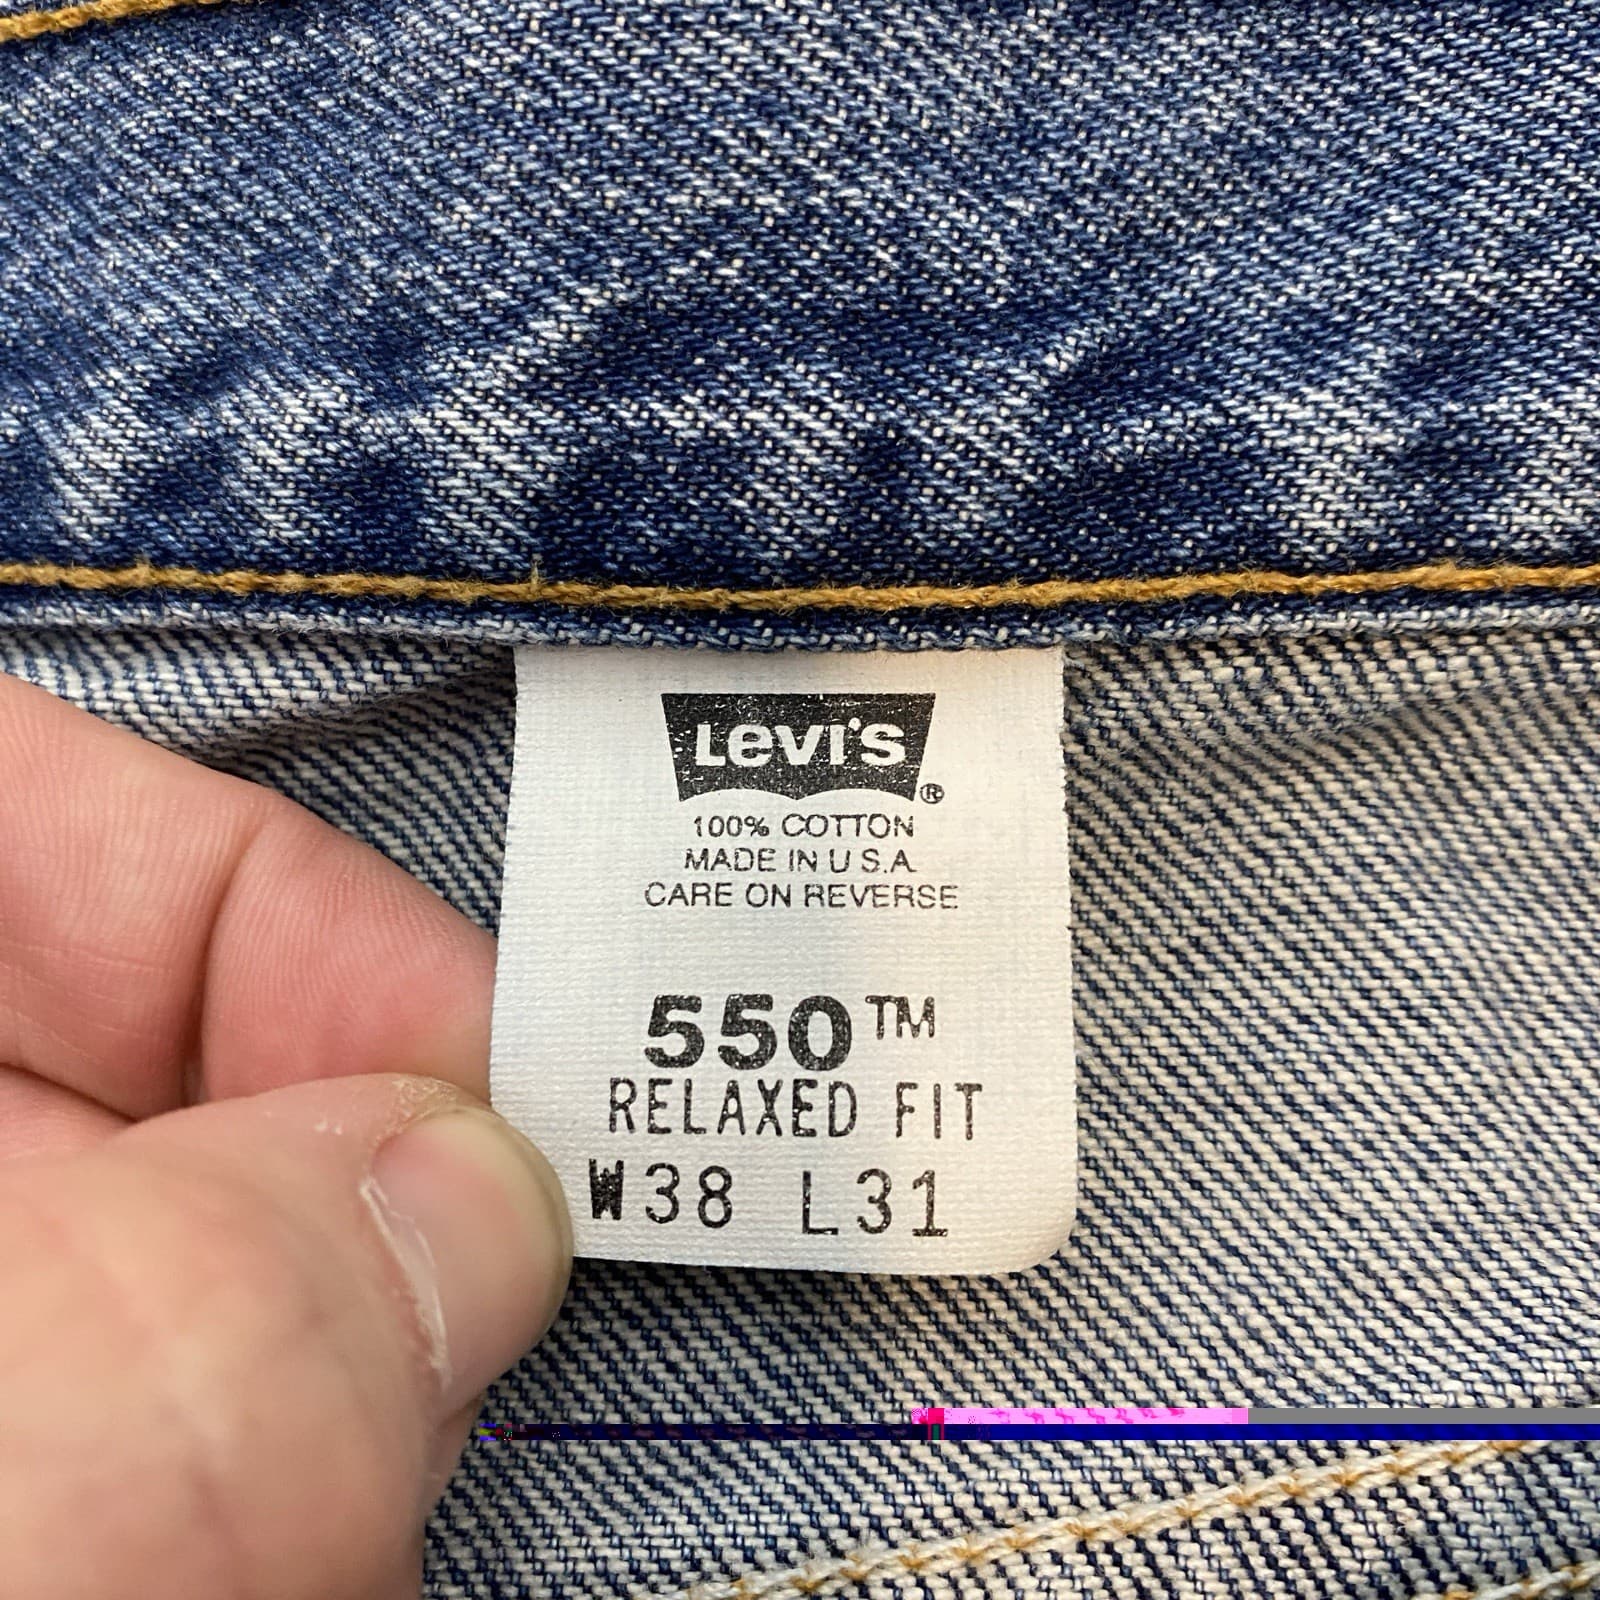 Levi's®
100% COTTON
MADE IN U S.A.
CARE ON REVERSE
550™
RELAXED FIT
W38 L31